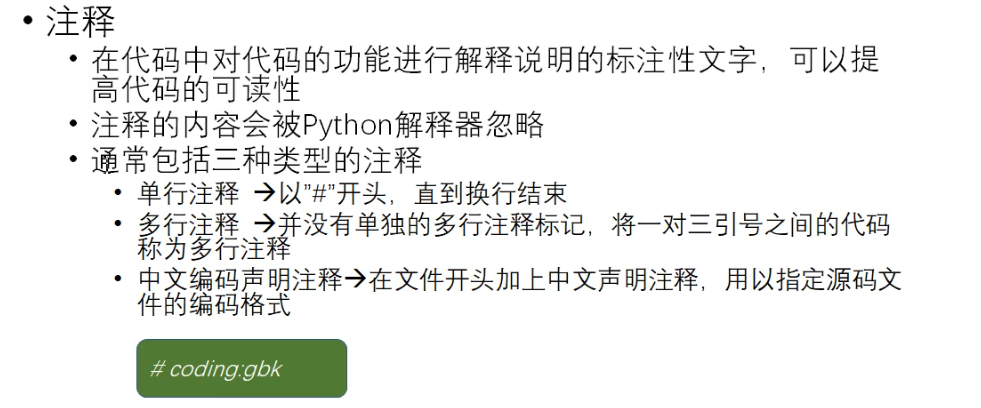 • 注释
• 在代码中对代码的功能进行解释说明的标注性文字，可以提
高代码的可读性
• 注释的内容会被Python解释器忽略
• 通常包括三种类型的注释
• 单行注释 →以”#”开头，直到换行结束
• 多行注释 →并没有单独的多行注释标记，将一对三引号之间的代码
称为多行注释
• 中文编码声明注释→在文件开头加上中文声明注释，用以指定源码文
件的编码格式
# coding:gbk